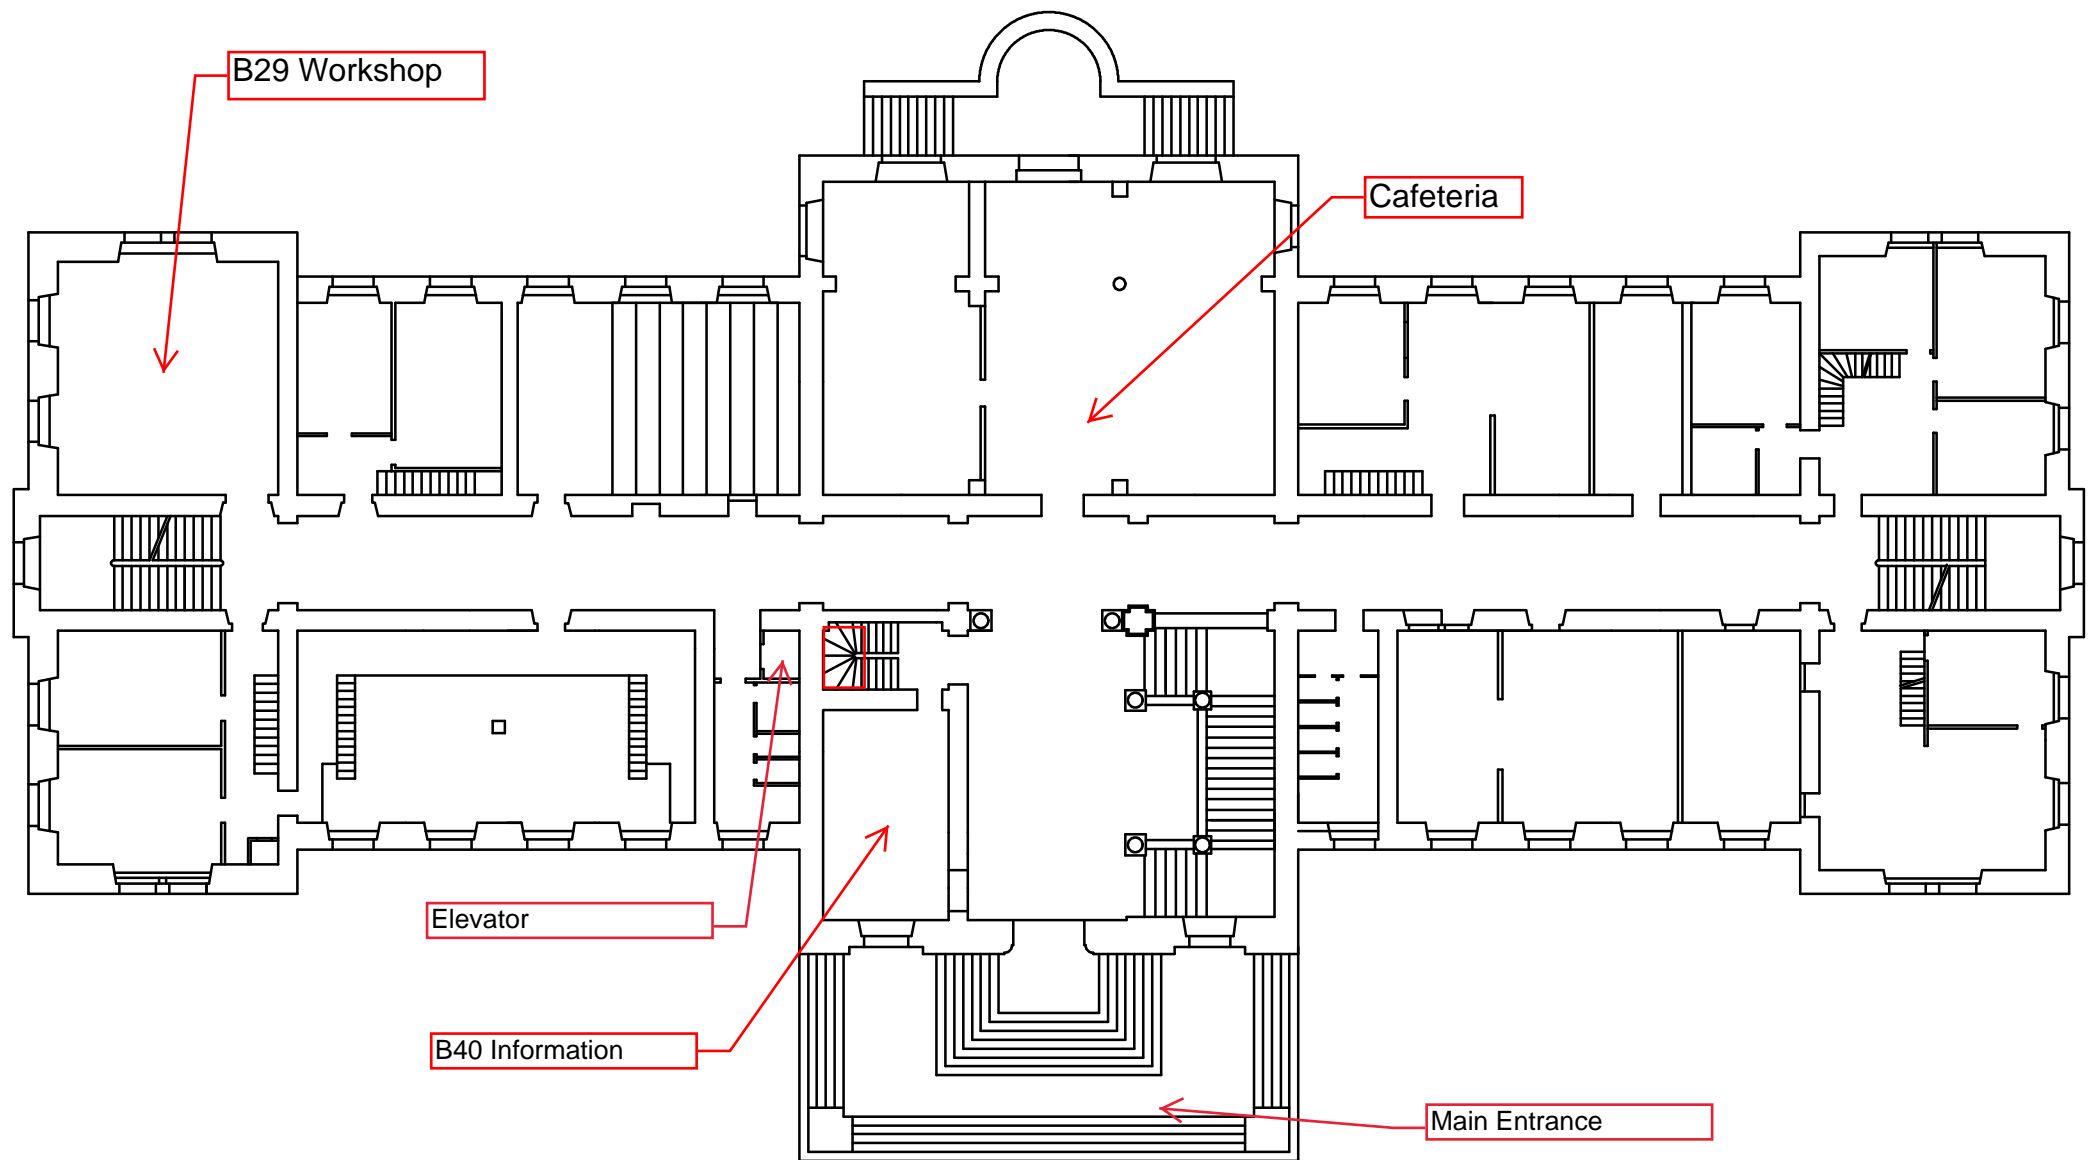 B29 Workshop
Cafeteria
Elevator
B40 Information
Main Entrance